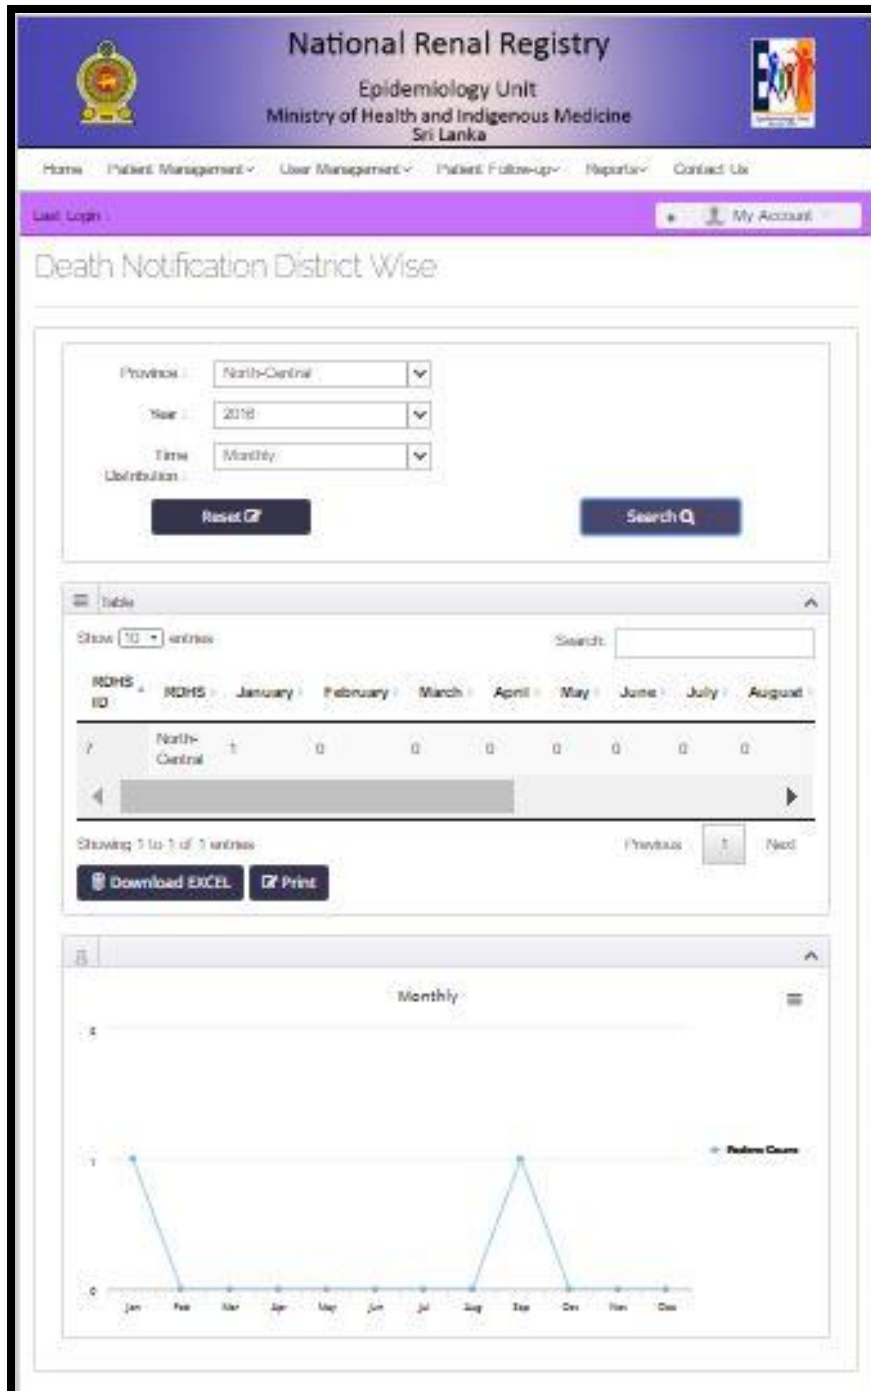 National Renal Registry
Epidemiology Unit
Ministry of Health and Indigenous Medicine
Sri Lanka
Home Patient Management User Management Patient Follow-up Reports Contact Us
Last Login : My Account
Death Notification District Wise
Province : North-Central
Year : 2016
Time Distribution : Monthly
Reset Search
Table
Show 10 entries Search:
RDHS ID RDHS January February March April May June July August
7 North-Central 1 0 0 0 0 0 0 0
Showing 1 to 1 of 1 entries Previous 1 Next
Download EXCEL Print
Monthly
1
0
Jan Feb Mar Apr May Jun Jul Aug Sep Oct Nov Dec